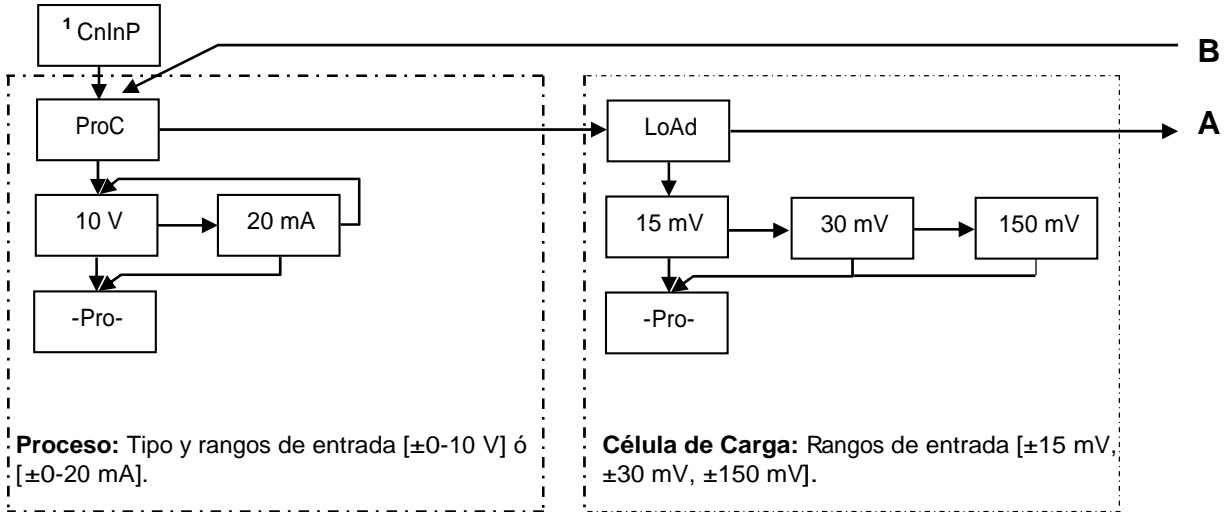 ¹ CnInP
B
ProC
LoAd
A
10 V
20 mA
15 mV
30 mV
150 mV
-Pro-
-Pro-
Proceso: Tipo y rangos de entrada [±0-10 V] ó
[±0-20 mA].
Célula de Carga: Rangos de entrada [±15 mV,
±30 mV, ±150 mV].